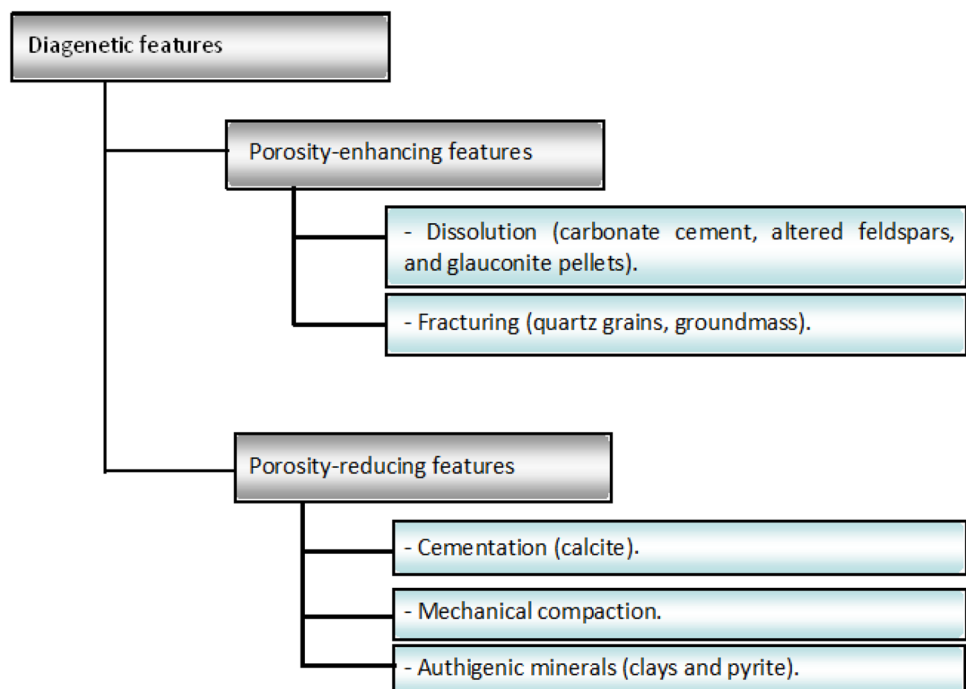 Diagenetic features
Porosity-enhancing features
- Dissolution (carbonate cement, altered feldspars,
and glauconite pellets).
- Fracturing (quartz grains, groundmass).
Porosity-reducing features
- Cementation (calcite).
- Mechanical compaction.
- Authigenic minerals (clays and pyrite).